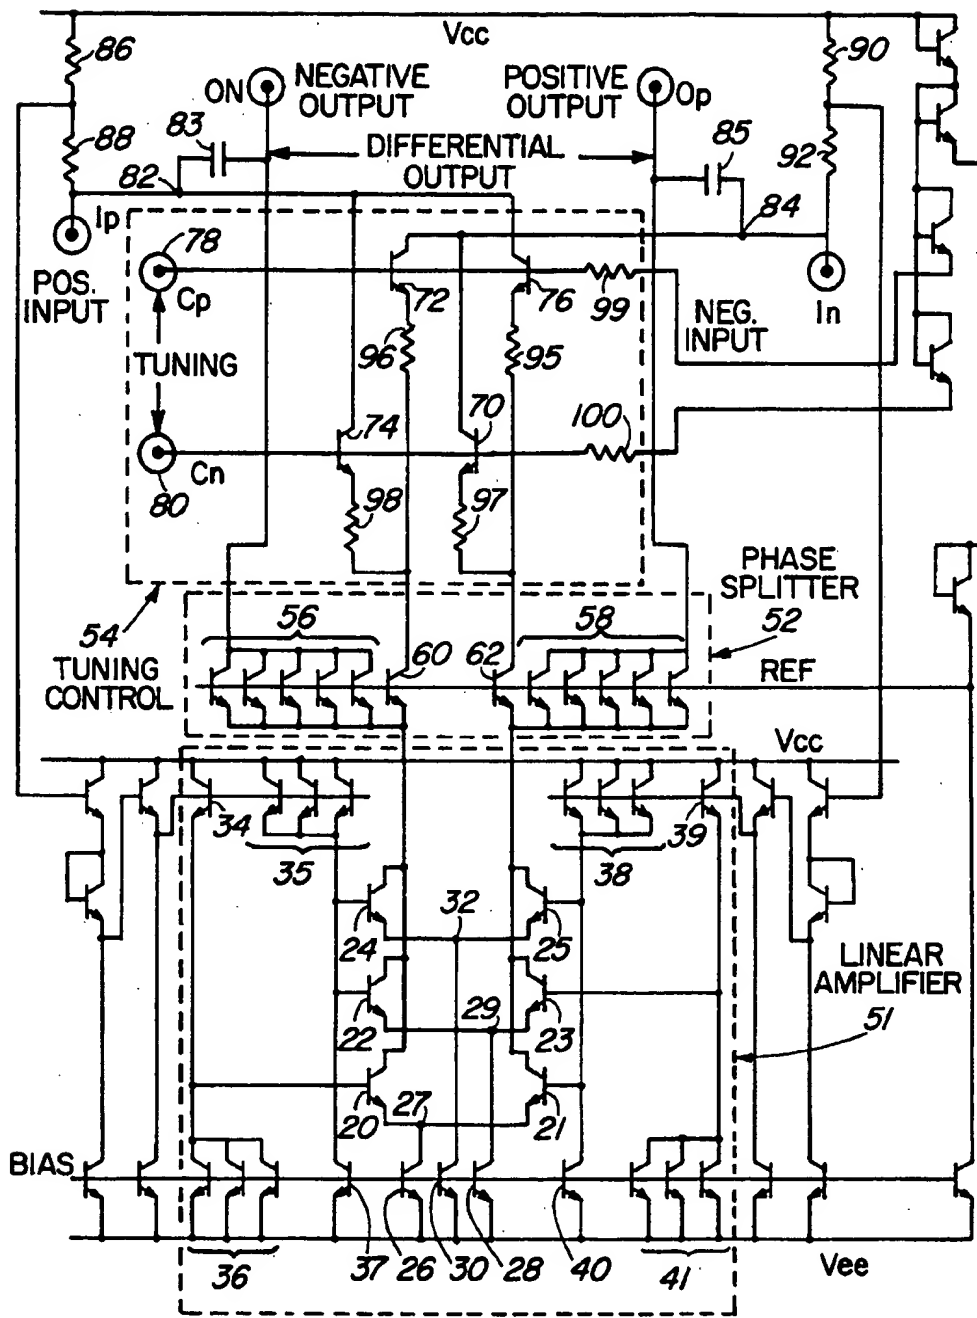 Vcc
86
90
ON
NEGATIVE
OUTPUT
POSITIVE
OUTPUT
Op
88
83
DIFFERENTIAL
OUTPUT
85
92
82
84
Ip
POS.
INPUT
78
Cp
72
76
99
NEG.
INPUT
In
96
95
TUNING
74
70
100
Cn
80
98
97
PHASE
SPLITTER
54
TUNING
CONTROL
56
58
52
60
62
REF
Vcc
34
35
38
39
24
32
25
LINEAR
AMPLIFIER
22
29
23
51
20
27
21
BIAS
36
37
26
30
28
40
41
Vee